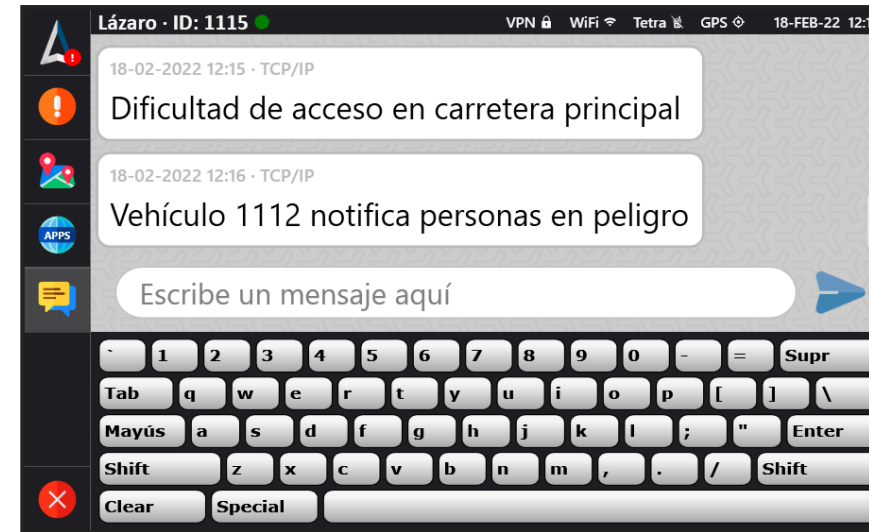 Lázaro · ID: 1115 VPN WiFi Tetra GPS 18-FEB-22 12:1
18-02-2022 12:15 · TCP/IP
Dificultad de acceso en carretera principal
18-02-2022 12:16 · TCP/IP
Vehículo 1112 notifica personas en peligro
APPS
Escribe un mensaje aquí
` 1 2 3 4 5 6 7 8 9 0 - = Supr
Tab q w e r t y u i o p [ ] \
Mayús a s d f g h j k l ; " Enter
Shift z x c v b n m , . / Shift
Clear Special